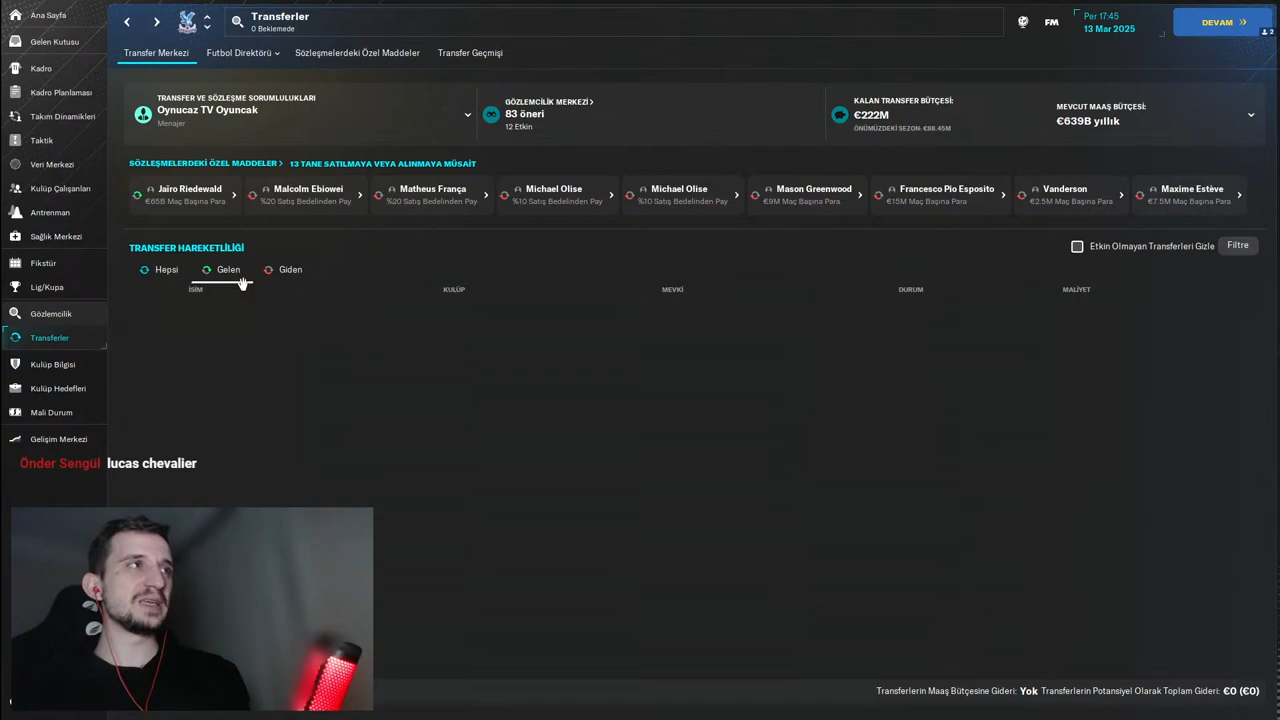 Ana Sayfa
Gelen Kutusu
Kadro
Kadro Planlaması
Takım Dinamikleri
Taktik
Veri Merkezi
Kulüp Çalışanları
Antrenman
Sağlık Merkezi
Fikstür
Lig/Kupa
Gözlemcilik
Transferler
Kulüp Bilgisi
Kulüp Hedefleri
Mali Durum
Gelişim Merkezi
Transferler
0 Beklemede
FM
Per 17:45
13 Mar 2025
DEVAM
2
Transfer Merkezi Futbol Direktörü Sözleşmelerdeki Özel Maddeler Transfer Geçmişi
TRANSFER VE SÖZLEŞME SORUMLULUKLARI
Oynucaz TV Oyuncak
Menajer
GÖZLEMCİLİK MERKEZİ
83 öneri
12 Etkin
KALAN TRANSFER BÜTÇESİ:
€222M
ÖNÜMÜZDEKİ SEZON: €88.45M
MEVCUT MAAŞ BÜTÇESİ:
€639B yıllık
SÖZLEŞMELERDEKİ ÖZEL MADDELER 13 TANE SATILMAYA VEYA ALINMAYA MÜSAİT
Jaïro Riedewald
€65B Maç Başına Para
Malcolm Ebiowei
%20 Satış Bedelinden Pay
Matheus França
%20 Satış Bedelinden Pay
Michael Olise
%10 Satış Bedelinden Pay
Michael Olise
%10 Satış Bedelinden Pay
Mason Greenwood
€9M Maç Başına Para
Francesco Pio Esposito
€15M Maç Başına Para
Vanderson
€2.5M Maç Başına Para
Maxime Estève
€7.5M Maç Başına Para
TRANSFER HAREKETLİLİĞİ
Etkin Olmayan Transferleri Gizle
Filtre
Hepsi Gelen Giden
İSİM KULÜP MEVKİ DURUM MALİYET
Önder Sengül lucas chevalier
Transferlerin Maaş Bütçesine Gideri: Yok Transferlerin Potansiyel Olarak Toplam Gideri: €0 (€0)